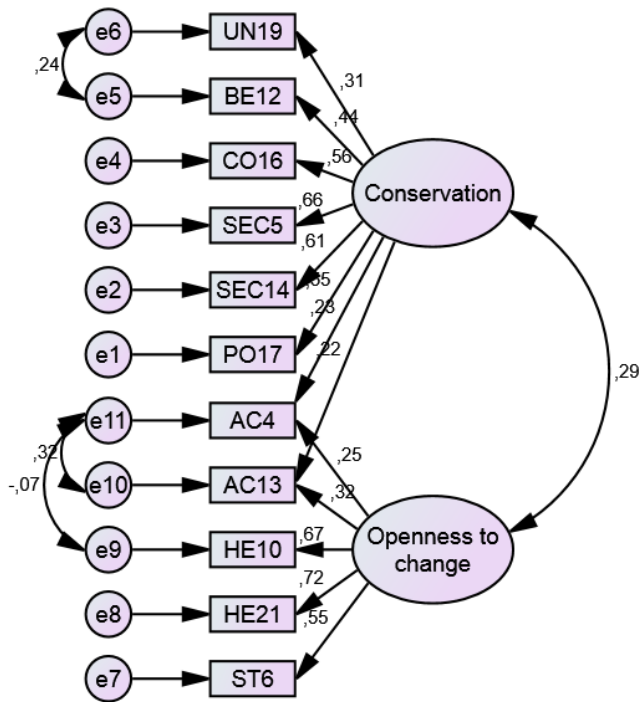 e6
UN19
,31
,24
e5
BE12
,44
e4
CO16
,56
Conservation
e3
SEC5
,66
,61
e2
SEC14
,23
e1
PO17
,22
,29
e11
AC4
,32
,25
-,07
e10
AC13
,32
e9
HE10
,67
Openness to
change
,72
e8
HE21
,55
e7
ST6